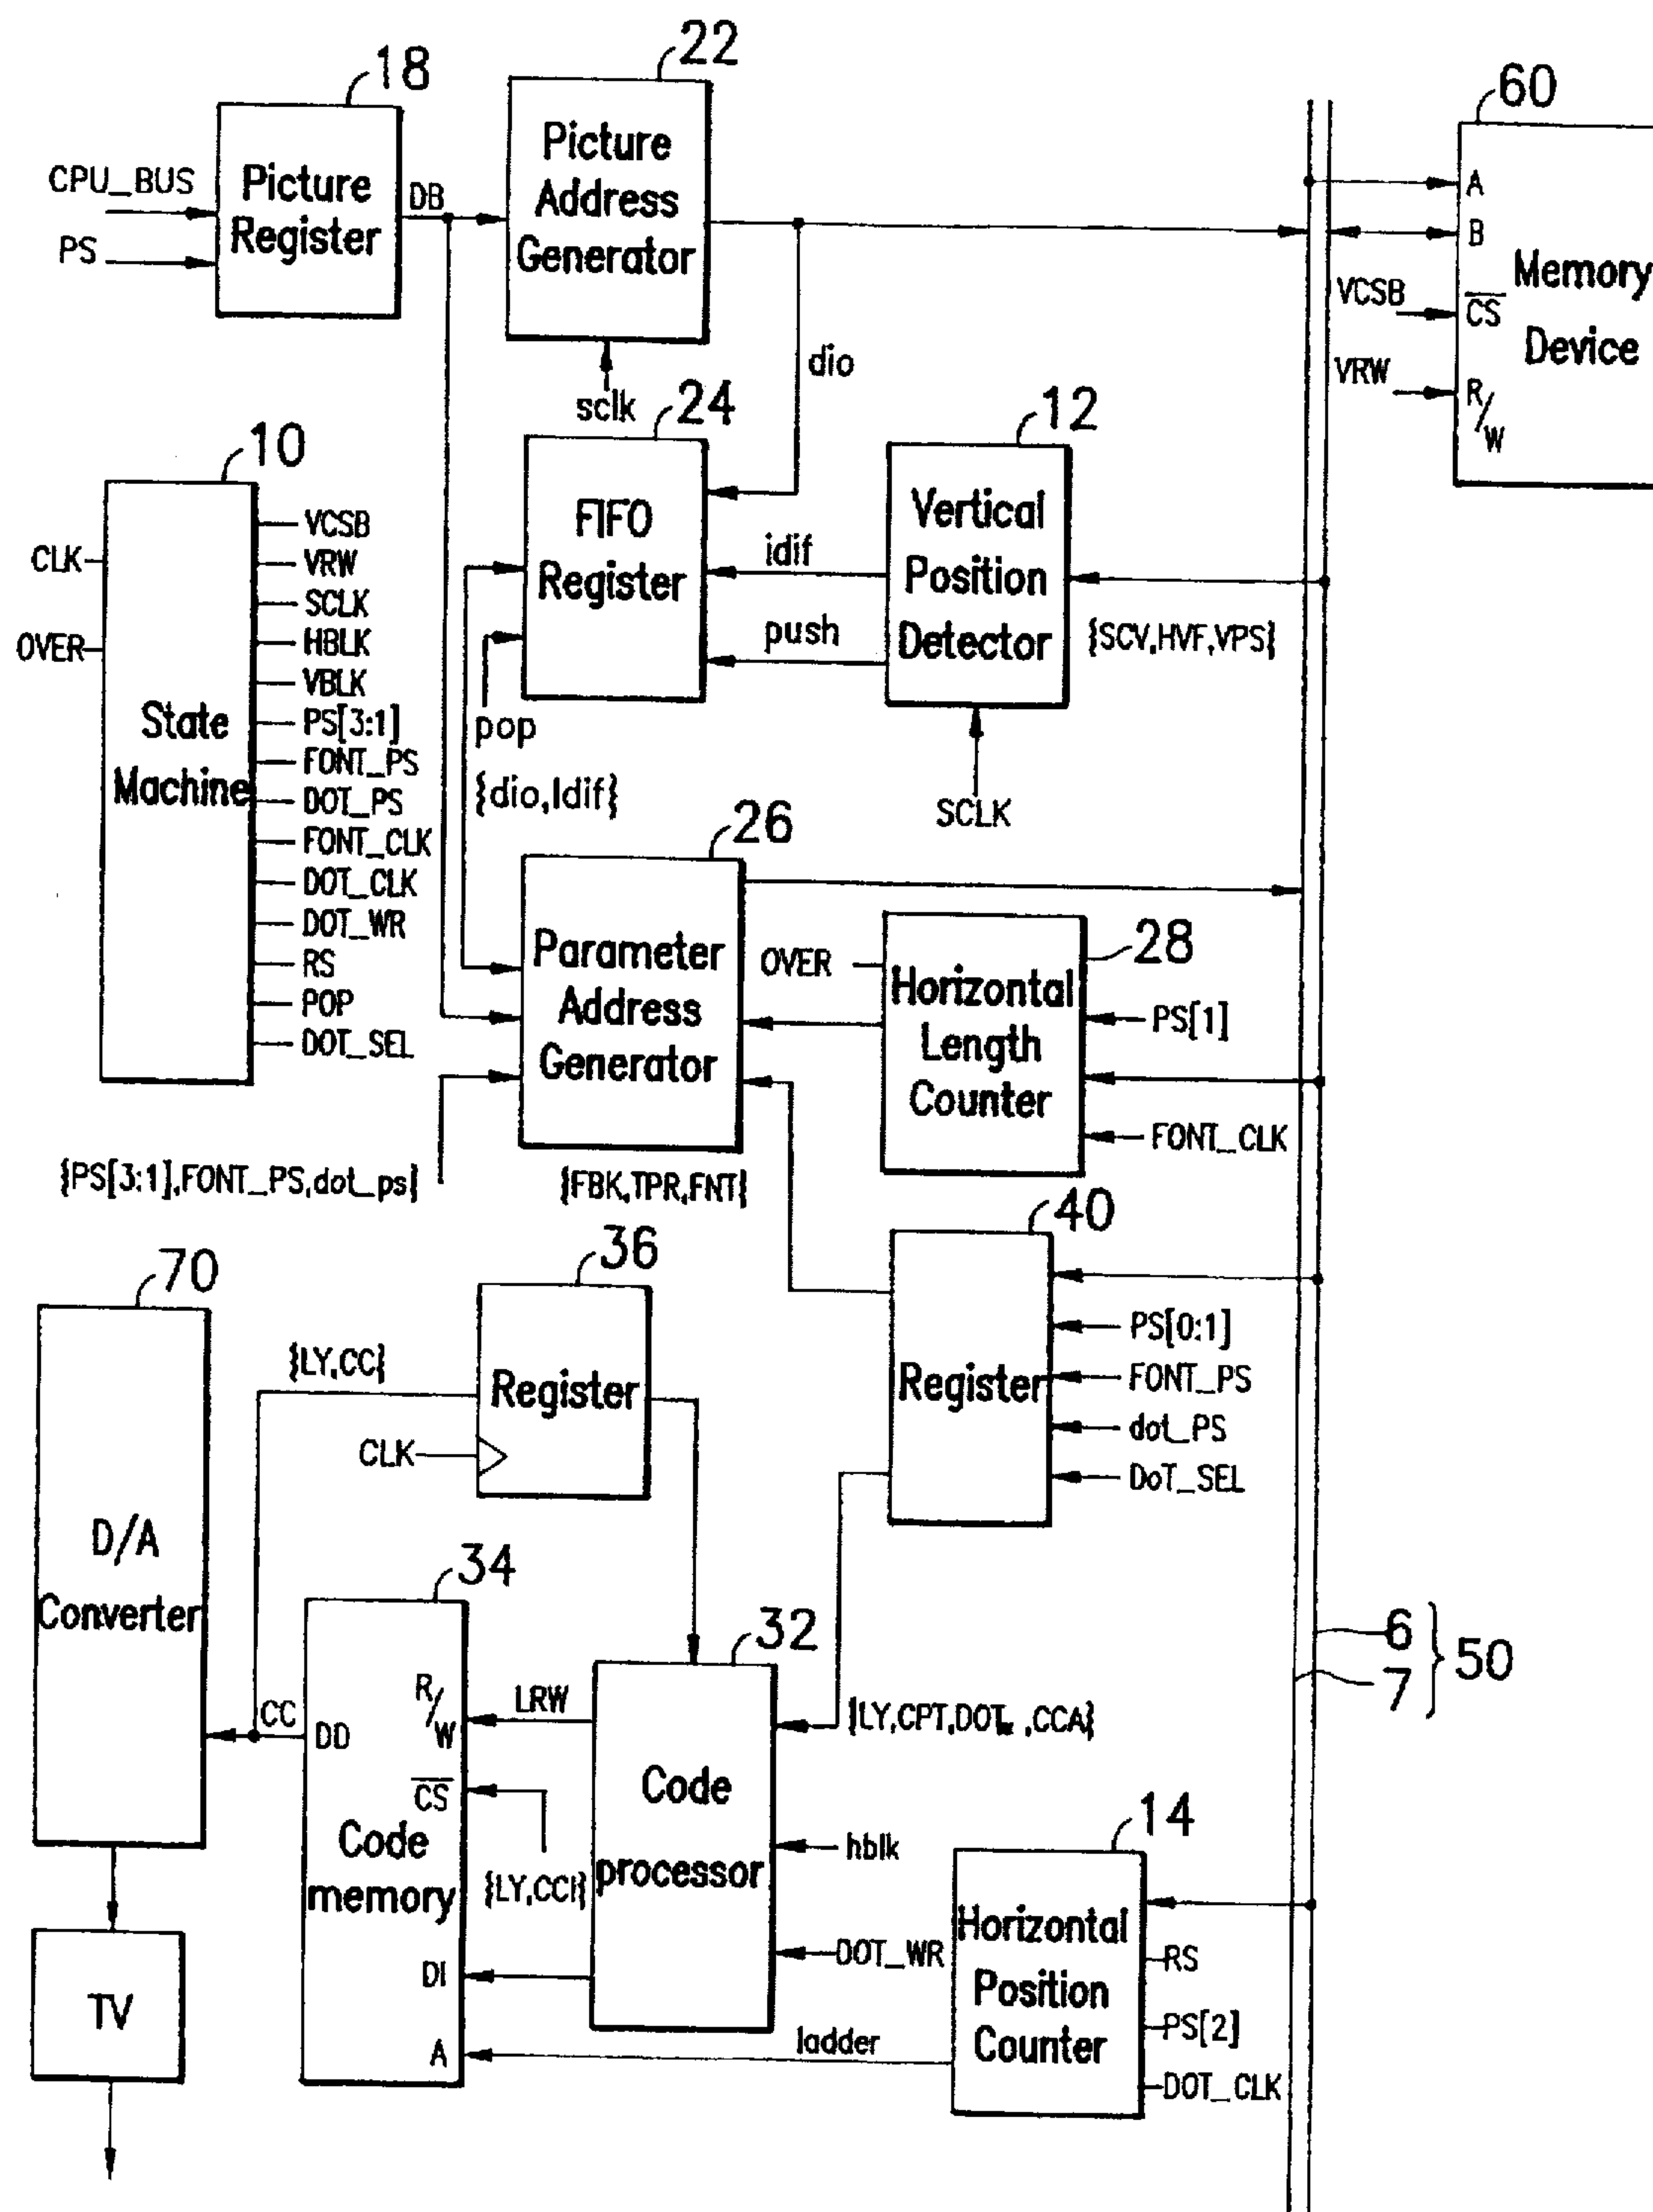 22
18
60
Picture
Address
Generator
CPU_BUS
PS
Picture
Register
DB
A
B
VCSB
CS
VRW
R/W
Memory
Device
dio
sclk
24
12
10
CLK
OVER
State
Machine
VCSB
VRW
SCLK
HBLK
VBLK
PS[3:1]
FONT_PS
DOT_PS
FONT_CLK
DOT_CLK
DOT_WR
RS
POP
DOT_SEL
FIFO
Register
idif
push
pop
Vertical
Position
Detector
{SCV,HVF,VPS}
{dio,Idif}
SCLK
26
Parameter
Address
Generator
OVER
28
Horizontal
Length
Counter
PS[1]
FONT_CLK
{PS[3:1],FONT_PS,dot_ps}
{FBK,TPR,FNT}
40
36
70
{LY,CC}
Register
CLK
Register
PS[0:1]
FONT_PS
dot_PS
DoT_SEL
D/A
Converter
34
32
6
7
50
CC
DD
R/W
LRW
CS
Code
memory
{LY,CCI}
DI
A
Code
processor
{LY,CPT,DOT ,CCA}
hblk
DOT_WR
14
Horizontal
Position
Counter
RS
PS[2]
DOT_CLK
ladder
TV